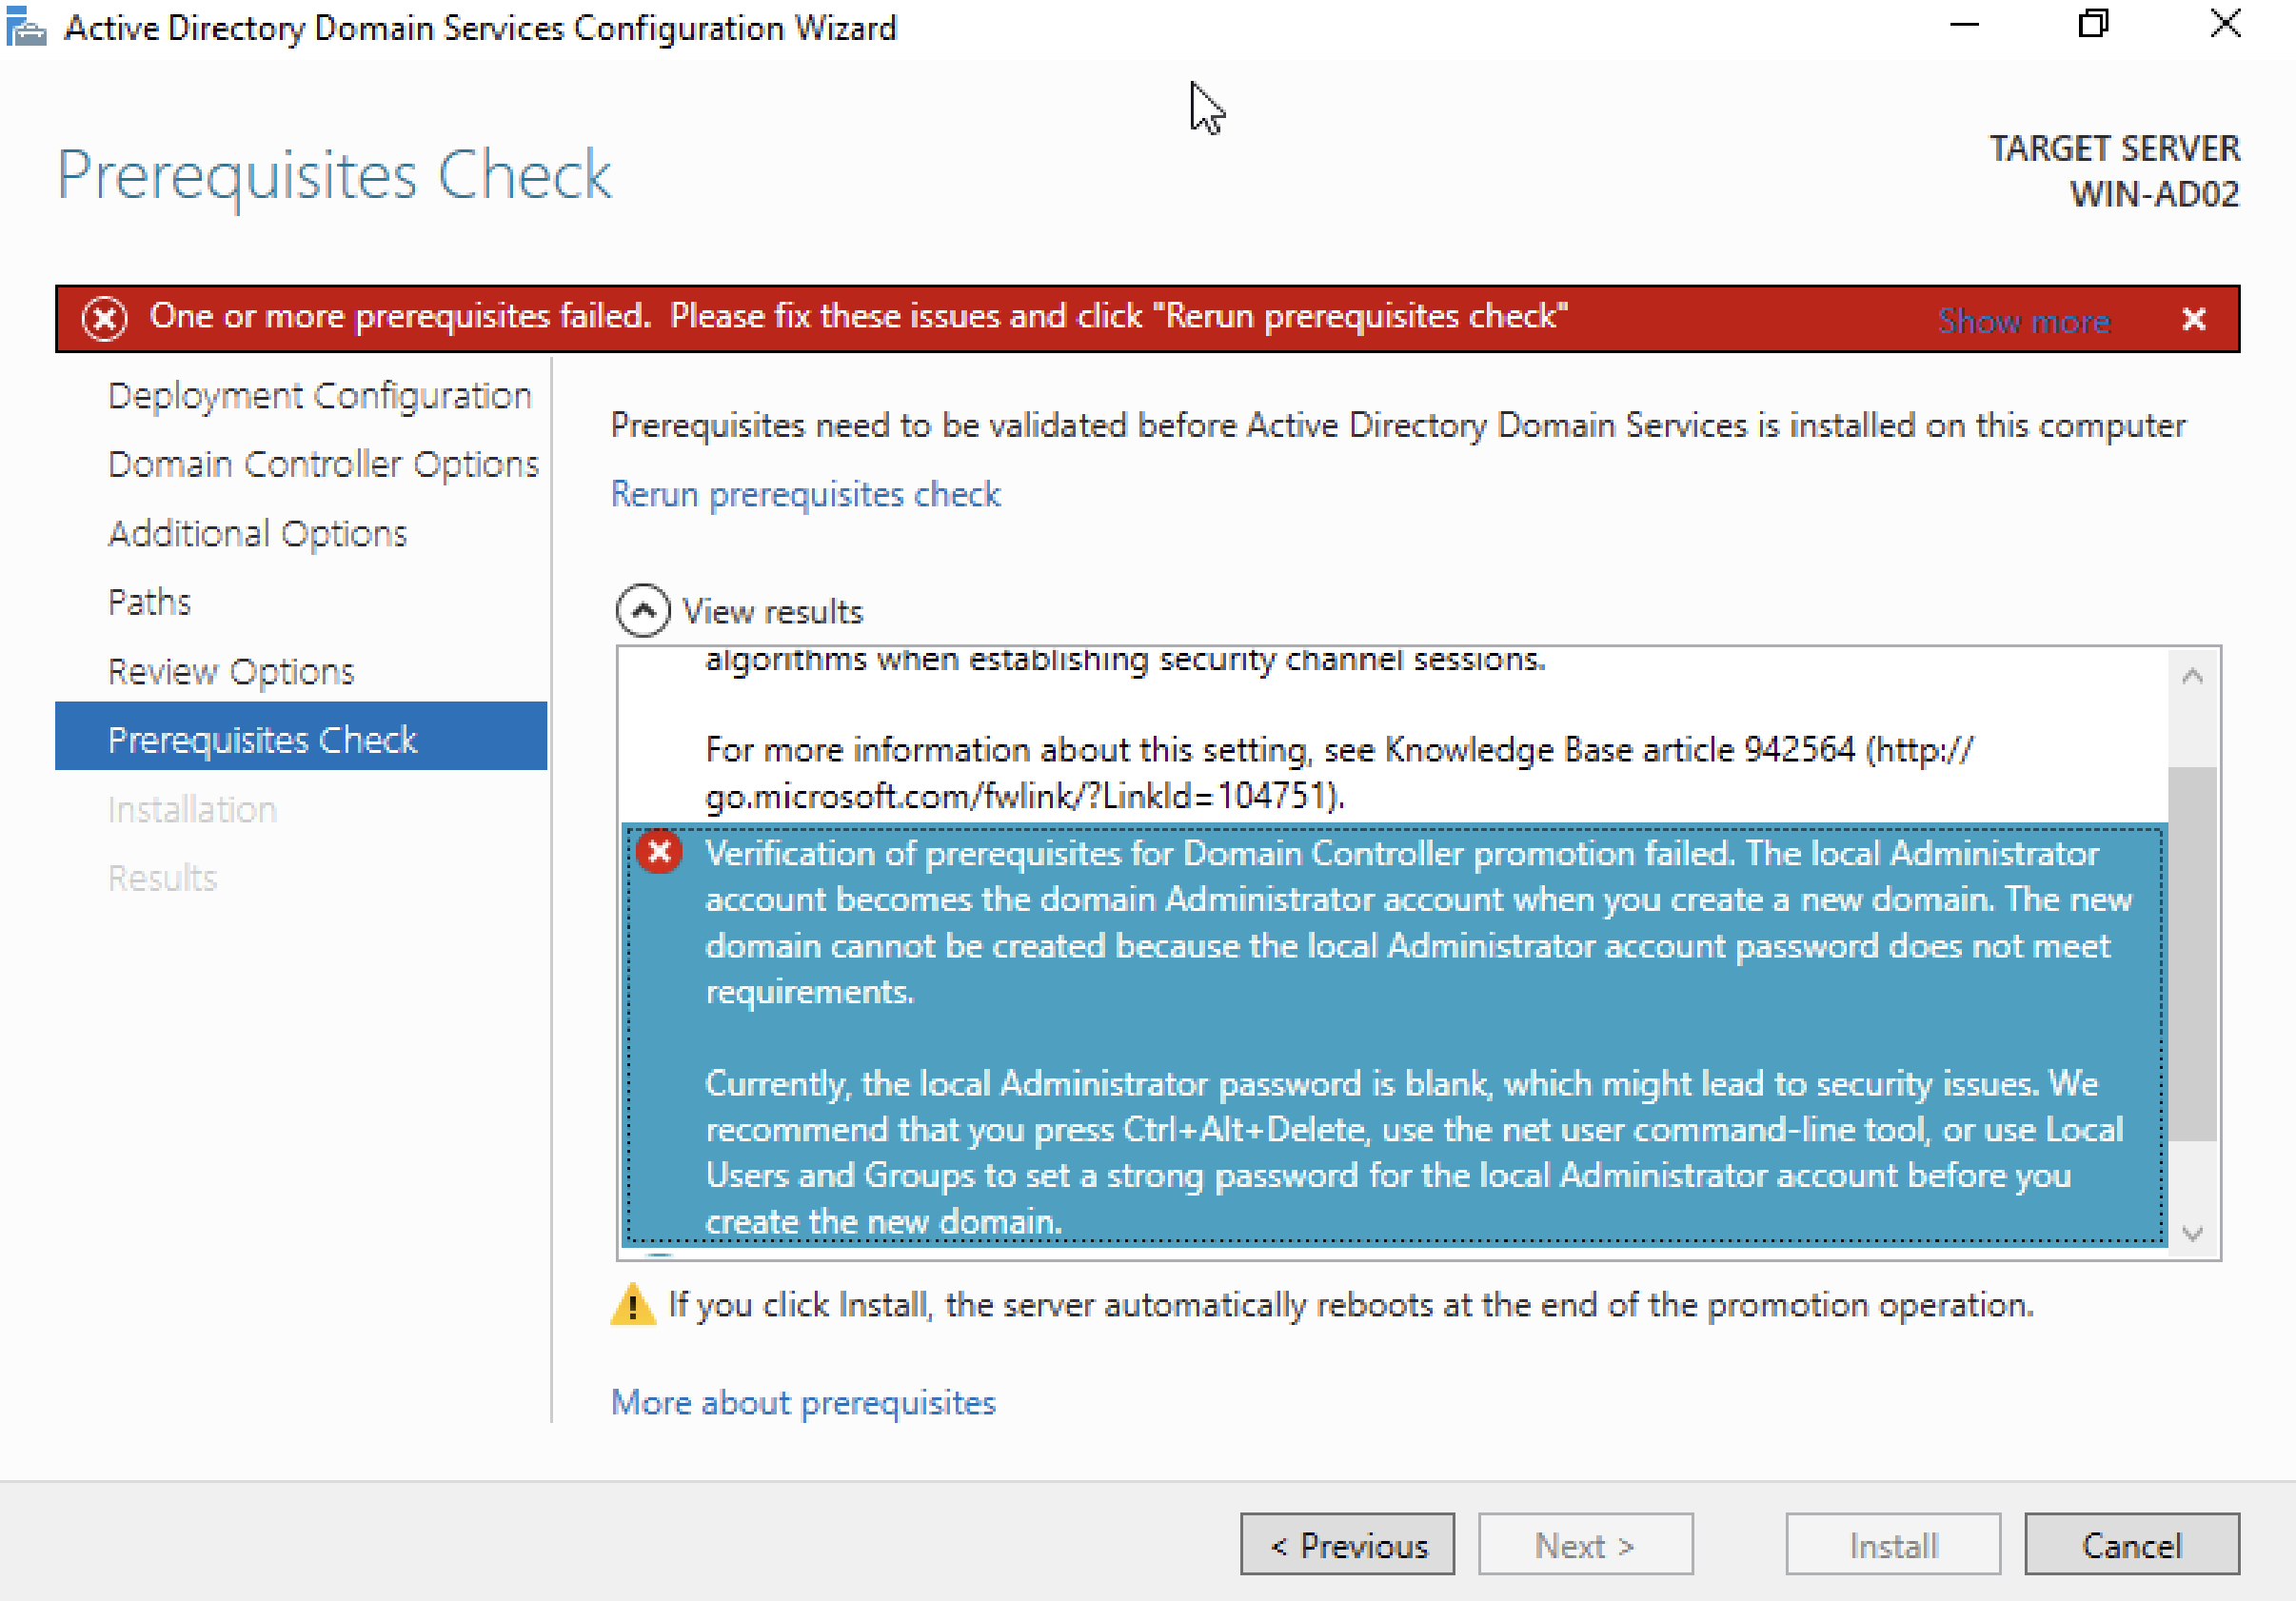 Active Directory Domain Services Configuration Wizard
Prerequisites Check
TARGET SERVER
WIN-AD02
One or more prerequisites failed.  Please fix these issues and click "Rerun prerequisites check"
Show more
Deployment Configuration
Domain Controller Options
Additional Options
Paths
Review Options
Prerequisites Check
Installation
Results
Prerequisites need to be validated before Active Directory Domain Services is installed on this computer
Rerun prerequisites check
View results
algorithms when establishing security channel sessions.
For more information about this setting, see Knowledge Base article 942564 (http://
go.microsoft.com/fwlink/?LinkId=104751).
Verification of prerequisites for Domain Controller promotion failed. The local Administrator
account becomes the domain Administrator account when you create a new domain. The new
domain cannot be created because the local Administrator account password does not meet
requirements.
Currently, the local Administrator password is blank, which might lead to security issues. We
recommend that you press Ctrl+Alt+Delete, use the net user command-line tool, or use Local
Users and Groups to set a strong password for the local Administrator account before you
create the new domain.
If you click Install, the server automatically reboots at the end of the promotion operation.
More about prerequisites
< Previous
Next >
Install
Cancel